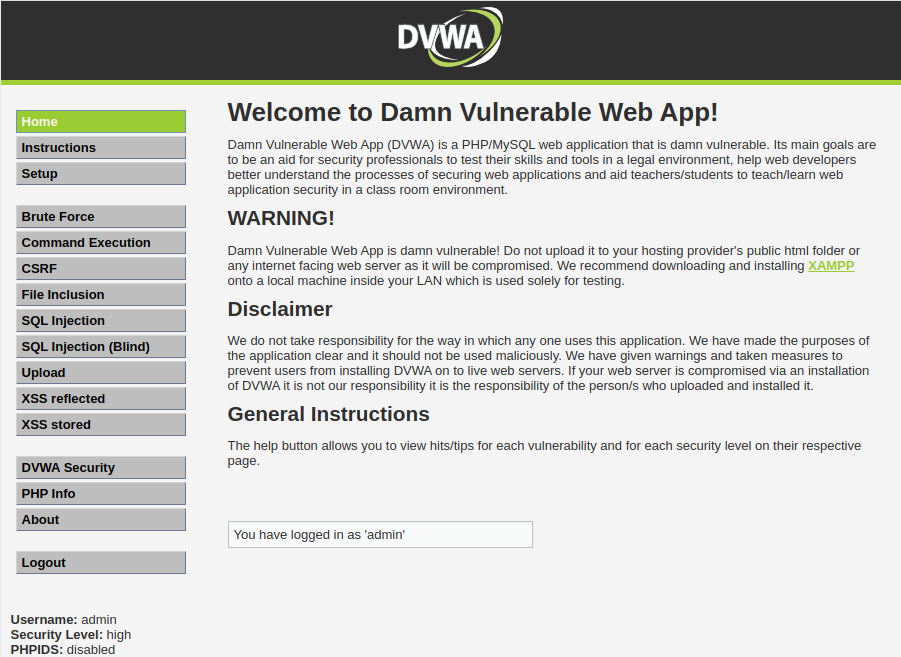 DVWA
Home
Instructions
Setup
Brute Force
Command Execution
CSRF
File Inclusion
SQL Injection
SQL Injection (Blind)
Upload
XSS reflected
XSS stored
DVWA Security
PHP Info
About
Logout
Username: admin
Security Level: high
PHPIDS: disabled
Welcome to Damn Vulnerable Web App!
Damn Vulnerable Web App (DVWA) is a PHP/MySQL web application that is damn vulnerable. Its main goals are
to be an aid for security professionals to test their skills and tools in a legal environment, help web developers
better understand the processes of securing web applications and aid teachers/students to teach/learn web
application security in a class room environment.
WARNING!
Damn Vulnerable Web App is damn vulnerable! Do not upload it to your hosting provider's public html folder or
any internet facing web server as it will be compromised. We recommend downloading and installing XAMPP
onto a local machine inside your LAN which is used solely for testing.
Disclaimer
We do not take responsibility for the way in which any one uses this application. We have made the purposes of
the application clear and it should not be used maliciously. We have given warnings and taken measures to
prevent users from installing DVWA on to live web servers. If your web server is compromised via an installation
of DVWA it is not our responsibility it is the responsibility of the person/s who uploaded and installed it.
General Instructions
The help button allows you to view hits/tips for each vulnerability and for each security level on their respective
page.
You have logged in as 'admin'